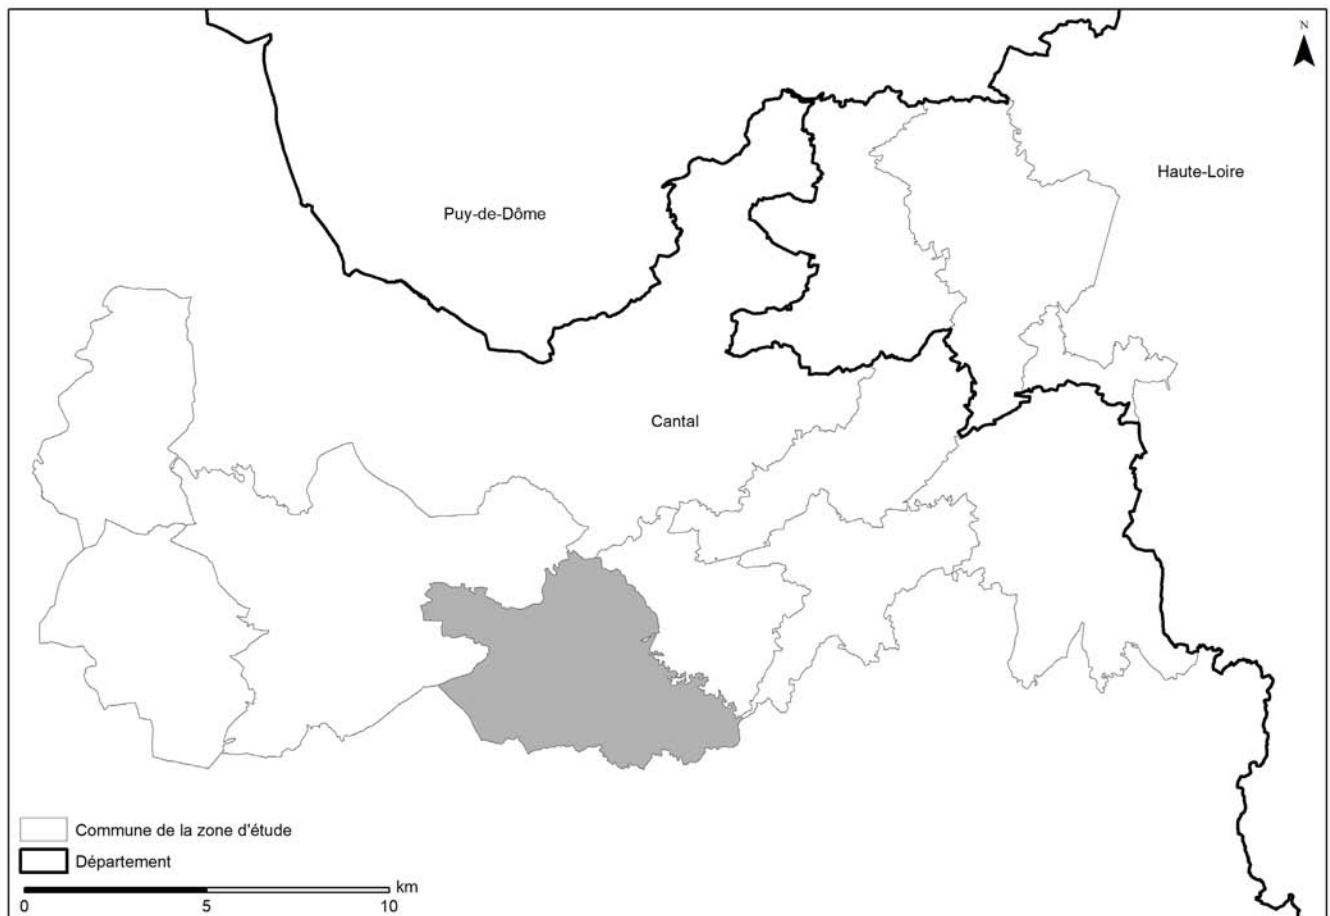 N
Haute-Loire
Puy-de-Dôme
Cantal
Commune de la zone d'étude
Département
km
0 5 10